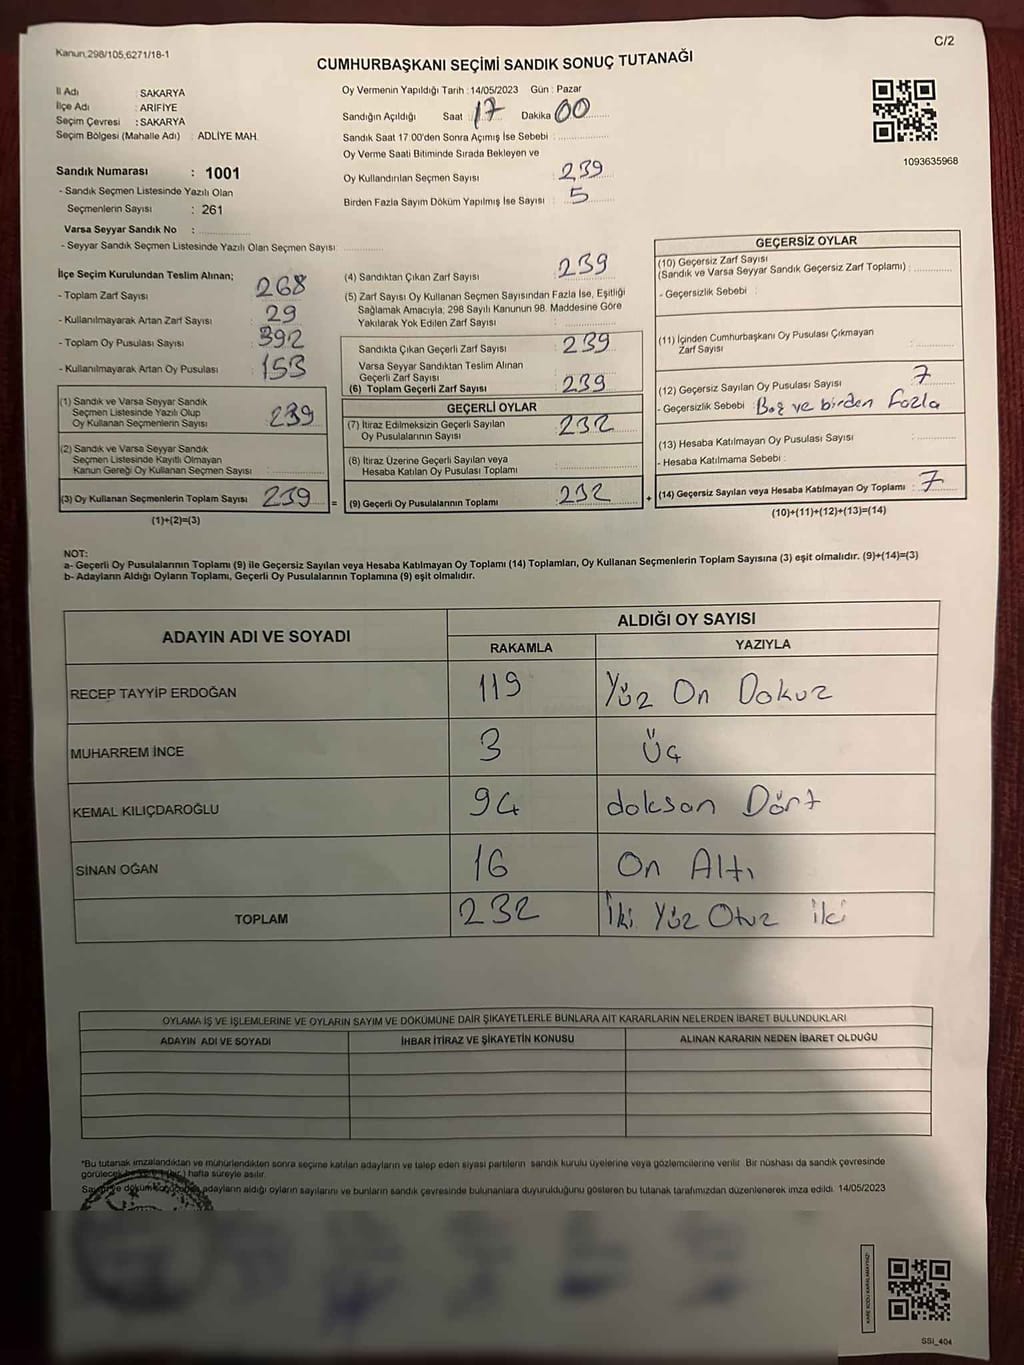 Kanun,298/105,6271/18-1
C/2
CUMHURBAŞKANI SEÇİMİ SANDIK SONUÇ TUTANAĞI
İl Adı : SAKARYA
İlçe Adı : ARİFİYE
Seçim Çevresi : SAKARYA
Seçim Bölgesi (Mahalle Adı) : ADLİYE MAH.
Oy Vermenin Yapıldığı Tarih : 14/05/2023 Gün : Pazar
Sandığın Açıldığı Saat : 17 Dakika 00
Sandık Saat 17:00'den Sonra Açımış İse Sebebi :
Oy Verme Saati Bitiminde Sırada Bekleyen ve
Oy Kullandırılan Seçmen Sayısı : 239
Birden Fazla Sayım Döküm Yapılmış İse Sayısı : 5
1093635968
Sandık Numarası : 1001
- Sandık Seçmen Listesinde Yazılı Olan
Seçmenlerin Sayısı : 261
Varsa Seyyar Sandık No :
- Seyyar Sandık Seçmen Listesinde Yazılı Olan Seçmen Sayısı:
İlçe Seçim Kurulundan Teslim Alınan;
- Toplam Zarf Sayısı 268
- Kullanılmayarak Artan Zarf Sayısı 29
- Toplam Oy Pusulası Sayısı 392
- Kullanılmayarak Artan Oy Pusulası 153
(1) Sandık ve Varsa Seyyar Sandık
Seçmen Listesinde Yazılı Olup
Oy Kullanan Seçmenlerin Sayısı 239
(2) Sandık ve Varsa Seyyar Sandık
Seçmen Listesinde Kayıtlı Olmayan
Kanun Gereği Oy Kullanan Seçmen Sayısı
(3) Oy Kullanan Seçmenlerin Toplam Sayısı 239 =
(1)+(2)=(3)
(4) Sandıktan Çıkan Zarf Sayısı : 239
(5) Zarf Sayısı Oy Kullanan Seçmen Sayısından Fazla İse, Eşitliği
Sağlamak Amacıyla; 298 Sayılı Kanunun 98. Maddesine Göre
Yakılarak Yok Edilen Zarf Sayısı :
Sandıkta Çıkan Geçerli Zarf Sayısı : 239
Varsa Seyyar Sandıktan Teslim Alınan
Geçerli Zarf Sayısı
(6) Toplam Geçerli Zarf Sayısı : 239
GEÇERLİ OYLAR
(7) İtiraz Edilmeksizin Geçerli Sayılan
Oy Pusulalarının Sayısı : 232
(8) İtiraz Üzerine Geçerli Sayılan veya
Hesaba Katılan Oy Pusulası Toplamı :
(9) Geçerli Oy Pusulalarının Toplamı : 232 +
GEÇERSİZ OYLAR
(10) Geçersiz Zarf Sayısı
(Sandık ve Varsa Seyyar Sandık Geçersiz Zarf Toplamı) :
- Geçersizlik Sebebi :
(11) İçinden Cumhurbaşkanı Oy Pusulası Çıkmayan
Zarf Sayısı :
(12) Geçersiz Sayılan Oy Pusulası Sayısı : 7
- Geçersizlik Sebebi : Boş ve birden fazla
(13) Hesaba Katılmayan Oy Pusulası Sayısı :
- Hesaba Katılmama Sebebi :
(14) Geçersiz Sayılan veya Hesaba Katılmayan Oy Toplamı : 7
(10)+(11)+(12)+(13)=(14)
NOT:
a- Geçerli Oy Pusulalarının Toplamı (9) ile Geçersiz Sayılan veya Hesaba Katılmayan Oy Toplamı (14) Toplamları, Oy Kullanan Seçmenlerin Toplam Sayısına (3) eşit olmalıdır. (9)+(14)=(3)
b- Adayların Aldığı Oyların Toplamı, Geçerli Oy Pusulalarının Toplamına (9) eşit olmalıdır.
ADAYIN ADI VE SOYADI
ALDIĞI OY SAYISI
RAKAMLA YAZIYLA
RECEP TAYYİP ERDOĞAN 119 Yüz On Dokuz
MUHARREM İNCE 3 Üç
KEMAL KILIÇDAROĞLU 94 doksan Dört
SİNAN OĞAN 16 On Altı
TOPLAM 232 İki Yüz Otuz iki
OYLAMA İŞ VE İŞLEMLERİNE VE OYLARIN SAYIM VE DÖKÜMÜNE DAİR ŞİKAYETLERLE BUNLARA AİT KARARLARIN NELERDEN İBARET BULUNDUKLARI
ADAYIN ADI VE SOYADI İHBAR İTİRAZ VE ŞİKAYETİN KONUSU ALINAN KARARIN NEDEN İBARET OLDUĞU
*Bu tutanak imzalandıktan ve mühürlendikten sonra seçime katılan adayların ve talep eden siyasi partilerin sandık kurulu üyelerine veya gözlemcilerine verilir. Bir nüshası da sandık çevresinde
görülecek hafta süreyle asılır.
adayların aldığı oyların sayılarını ve bunların sandık çevresinde bulunanlara duyurulduğunu gösteren bu tutanak tarafımızdan düzenlenerek imza edildi. 14/05/2023
SSI_404